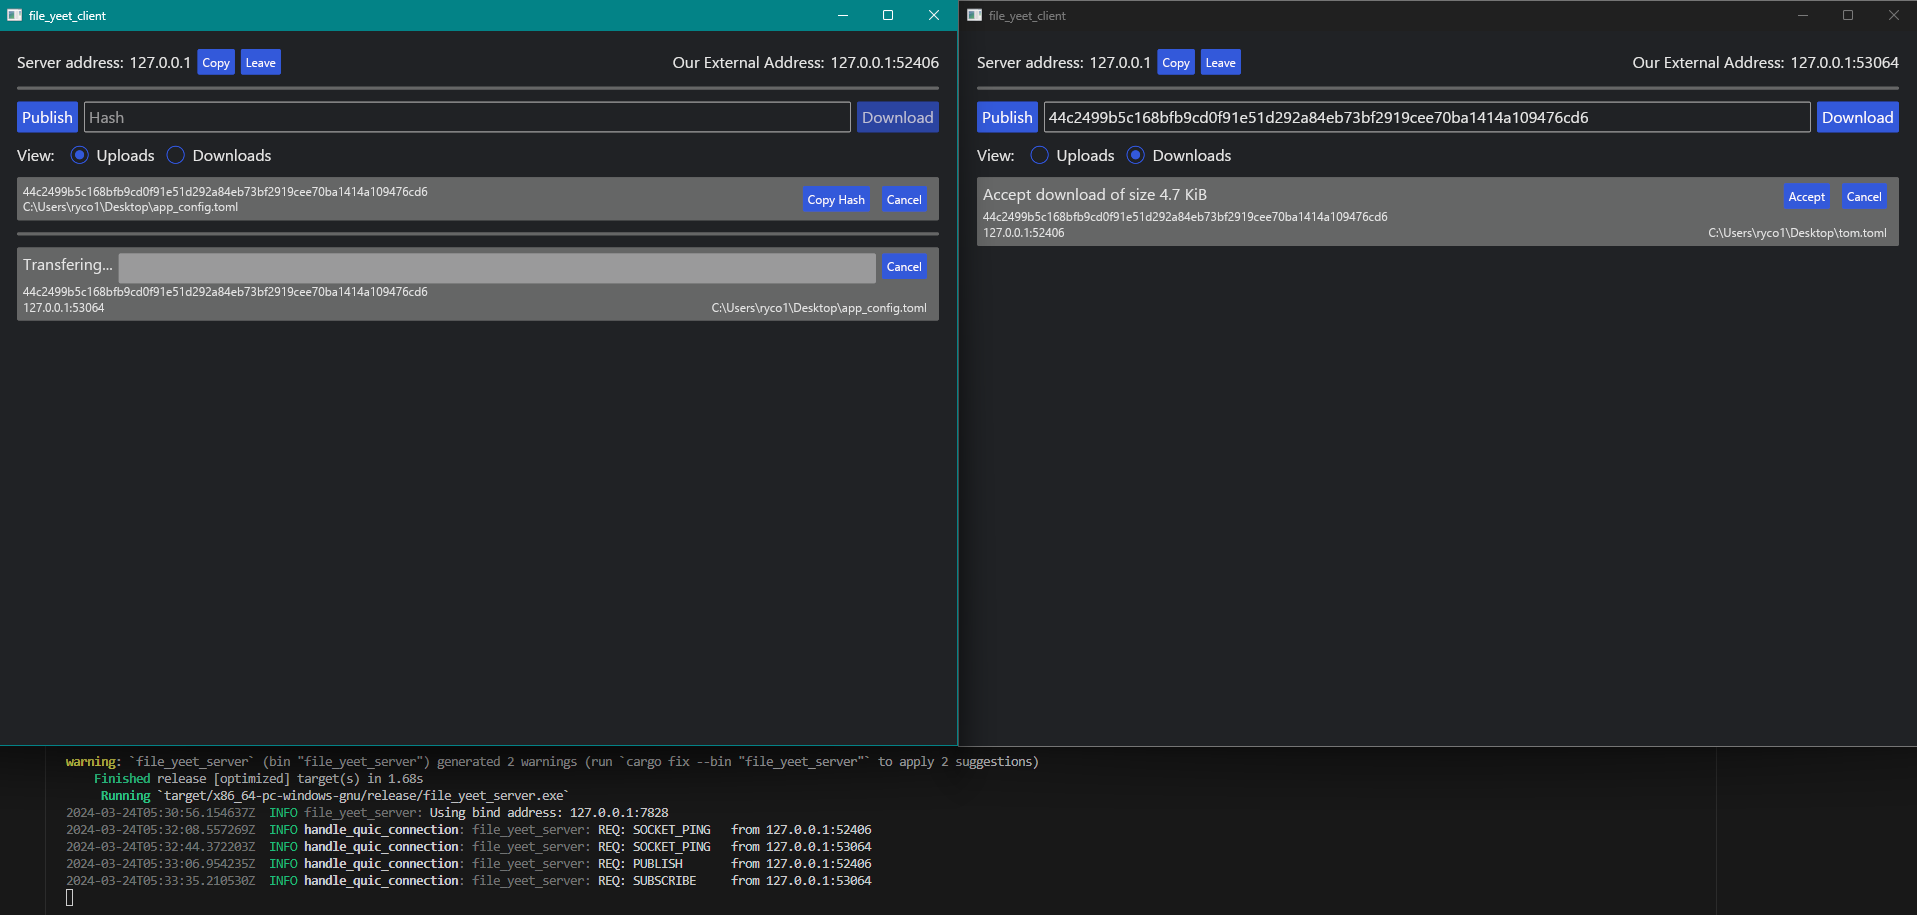 file_yeet_client
Server address: 127.0.0.1 Copy Leave Our External Address: 127.0.0.1:52406
Publish Hash Download
View: Uploads Downloads
44c2499b5c168bfb9cd0f91e51d292a84eb73bf2919cee70ba1414a109476cd6
C:\Users\ryco1\Desktop\app_config.toml
Copy Hash Cancel
Transfering... Cancel
44c2499b5c168bfb9cd0f91e51d292a84eb73bf2919cee70ba1414a109476cd6
127.0.0.1:53064 C:\Users\ryco1\Desktop\app_config.toml
file_yeet_client
Server address: 127.0.0.1 Copy Leave Our External Address: 127.0.0.1:53064
Publish 44c2499b5c168bfb9cd0f91e51d292a84eb73bf2919cee70ba1414a109476cd6 Download
View: Uploads Downloads
Accept download of size 4.7 KiB Accept Cancel
44c2499b5c168bfb9cd0f91e51d292a84eb73bf2919cee70ba1414a109476cd6
127.0.0.1:52406 C:\Users\ryco1\Desktop\tom.toml
warning: `file_yeet_server` (bin "file_yeet_server") generated 2 warnings (run `cargo fix --bin "file_yeet_server"` to apply 2 suggestions)
Finished release [optimized] target(s) in 1.68s
Running `target/x86_64-pc-windows-gnu/release/file_yeet_server.exe`
2024-03-24T05:30:56.154637Z INFO file_yeet_server: Using bind address: 127.0.0.1:7828
2024-03-24T05:32:08.557269Z INFO handle_quic_connection: file_yeet_server: REQ: SOCKET_PING from 127.0.0.1:52406
2024-03-24T05:32:44.372203Z INFO handle_quic_connection: file_yeet_server: REQ: SOCKET_PING from 127.0.0.1:53064
2024-03-24T05:33:06.954235Z INFO handle_quic_connection: file_yeet_server: REQ: PUBLISH from 127.0.0.1:52406
2024-03-24T05:33:35.210530Z INFO handle_quic_connection: file_yeet_server: REQ: SUBSCRIBE from 127.0.0.1:53064